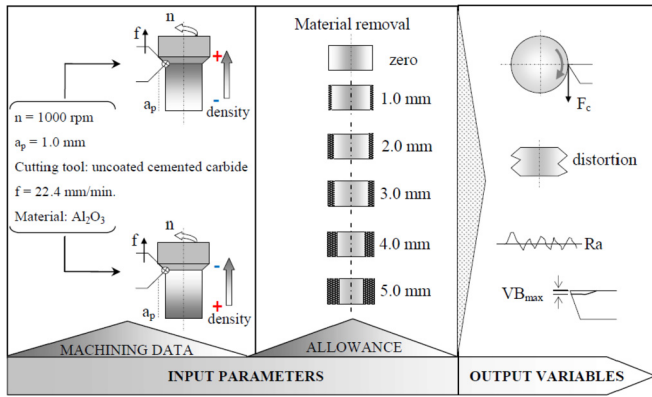 f
n
+
-
a_p
density
n = 1000 rpm
a_p = 1.0 mm
Cutting tool: uncoated cemented carbide
f = 22.4 mm/min.
Material: Al₂O₃
f
n
-
+
a_p
density
MACHINING DATA
Material removal
zero
1.0 mm
2.0 mm
3.0 mm
4.0 mm
5.0 mm
ALLOWANCE
INPUT PARAMETERS
F_c
distortion
Ra
VB_max
OUTPUT VARIABLES